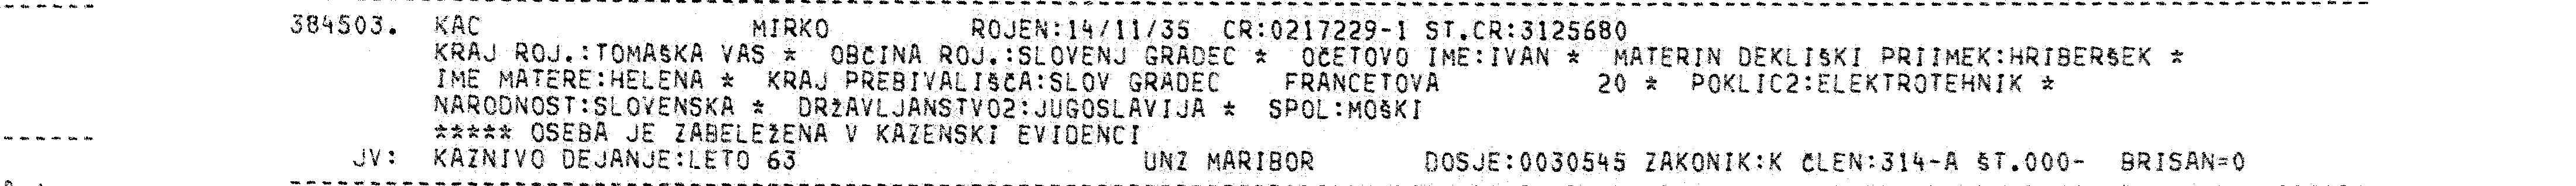 384503. KAC MIRKO ROJEN:14/11/35 CR:0217229-1 ST.CR:3125680
KRAJ ROJ.:TOMAŠKA VAS * OBČINA ROJ.:SLOVENJ GRADEC * OČETOVO IME:IVAN * MATERIN DEKLIŠKI PRIIMEK:HRIBERŠEK *
IME MATERE:HELENA * KRAJ PREBIVALIŠČA:SLOV GRADEC FRANCETOVA 20 * POKLIC2:ELEKTROTEHNIK *
NARODNOST:SLOVENSKA * DRŽAVLJANSTVO2:JUGOSLAVIJA * SPOL:MOŠKI
***** OSEBA JE ZABELEŽENA V KAZENSKI EVIDENCI
JV: KAZNIVO DEJANJE:LETO 63 UNZ MARIBOR DOSJE:0030545 ZAKONIK:K ČLEN:314-A ŠT.000- BRISAN=0